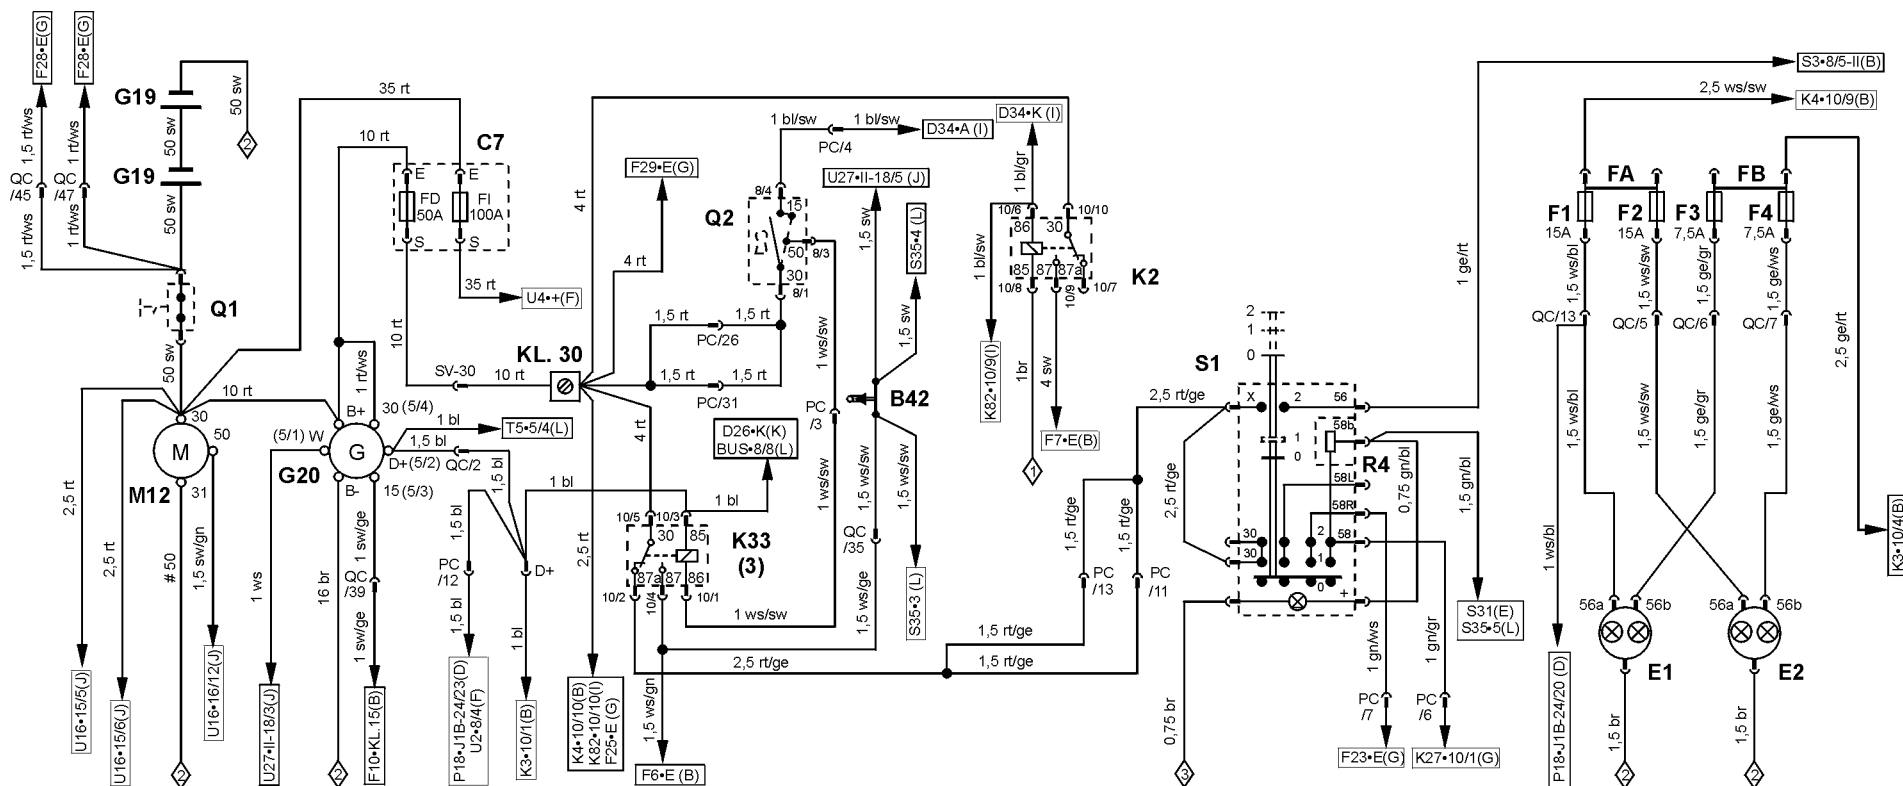 F28•E(G)
F28•E(G)
1,5 rt/ws
1 rt/ws
QC
/45
QC
/47
1,5 rt/ws
1 rt/ws
G19
G19
50 sw
50 sw
50 sw
2
35 rt
10 rt
C7
E
E
FD
50A
FI
100A
S
S
35 rt
U4•+(F)
10 rt
Q1
50 sw
10 rt
1 rt/ws
SV-30
10 rt
KL. 30
30
M
50
31
M12
2,5 rt
2,5 rt
# 50
1,5 sw/gn
U16•15/5(J)
U16•15/6(J)
2
U16•16/12(J)
B+
30 (5/4)
(5/1) W
G
G20
D+(5/2)
B-
15(5/3)
1 bl
T5•5/4(L)
1,5 bl
QC/2
1,5 bl
1 ws
16 br
1 sw/ge
QC
/39
1 sw/ge
U27•II-18/3(J)
2
F10•KL.15(B)
1,5 bl
PC
/12
1,5 bl
D+
1 bl
P18•J1B-24/23(D)
U2•8/4(F)
K3•10/1(B)
1 bl
4 rt
4 rt
F29•E(G)
1 bl/sw
1 bl/sw
PC/4
D34•A (I)
8/4
15
Q2
50
8/3
30
8/1
1,5 rt
1,5 rt
PC/26
1,5 rt
1,5 rt
PC/31
1 ws/sw
PC
/3
1 ws/sw
4 rt
D26•K(K)
BUS•8/8(L)
1 bl
10/5
10/3
30
85
K33
(3)
87a
87
86
10/2
10/4
10/1
1 ws/sw
2,5 rt
2,5 rt/ge
1,5 ws/gn
K4•10/10(B)
K82•10/10(I)
F25•E (G)
F6•E (B)
U27•II-18/5 (J)
1,5 sw
S35•4 (L)
1,5 sw
B42
1,5 ws/sw
1,5 ws/sw
QC
/35
1,5 ws/ge
S35•3 (L)
D34•K (I)
1 bl/gr
10/6
10/10
86
30
85
87
87a
10/8
10/9
10/7
K2
1 bl/sw
K82•10/9(I)
1br
4 sw
F7•E(B)
1
2,5 rt/ge
1,5 rt/ge
1,5 rt/ge
PC
/13
PC
/11
1,5 rt/ge
1,5 rt/ge
2
1
0
S1
X
2
56
1
0
58b
R4
58L
58R
30
30
2
1
0
58
+
2,5 rt/ge
0,75 gn/bl
1,5 gn/bl
S31(E)
S35•5(L)
0,75 br
3
1 gn/ws
1 gn/gr
PC
/7
PC
/6
F23•E(G)
K27•10/1(G)
1 ge/rt
S3•8/5-II(B)
2,5 ws/sw
K4•10/9(B)
FA
FB
F1
15A
F2
15A
F3
7,5A
F4
7,5A
1,5 ws/bl
1,5 ws/sw
1,5 ge/gr
1,5 ge/ws
QC/13
QC/5
QC/6
QC/7
1,5 ws/bl
1,5 ws/sw
1,5 ge/gr
1,5 ge/ws
2,5 ge/rt
K3•10/4(B)
1 ws/bl
P18•J1B-24/20 (D)
56a
56b
56a
56b
E1
E2
1,5 br
1,5 br
2
2